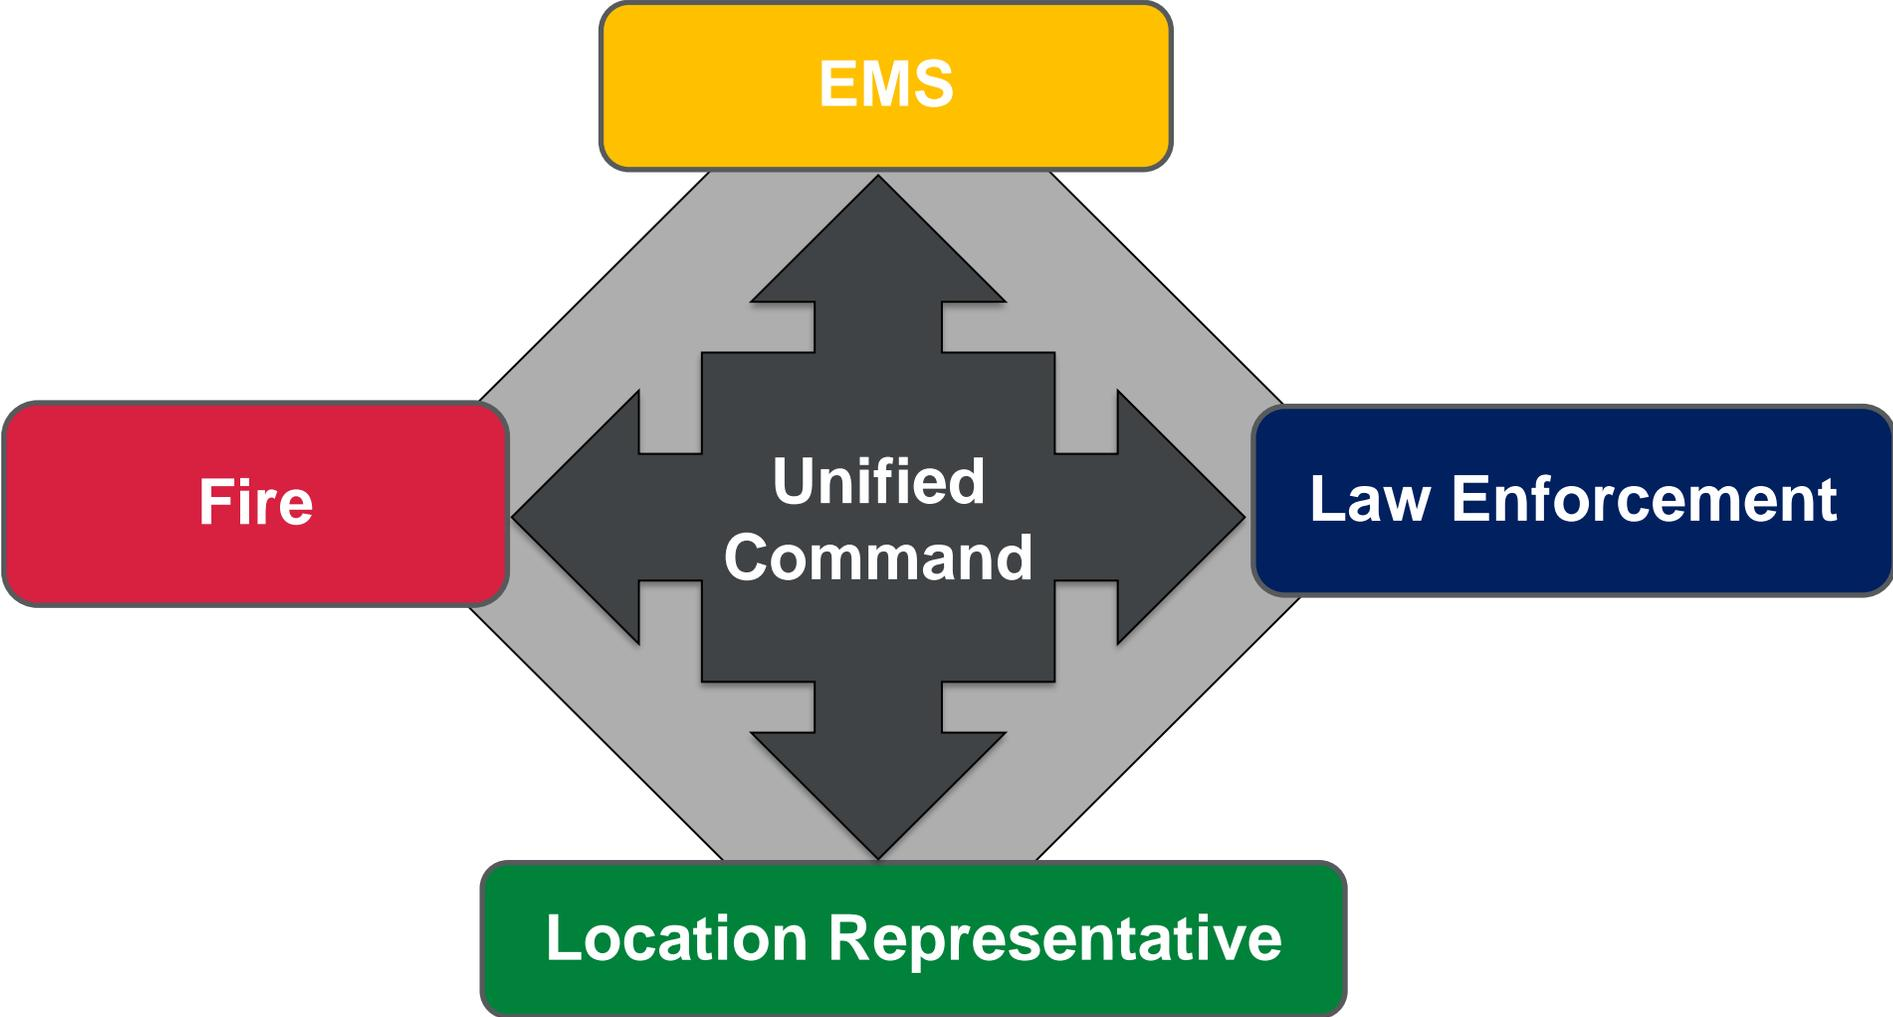 EMS
Fire
Unified
Command
Law Enforcement
Location Representative